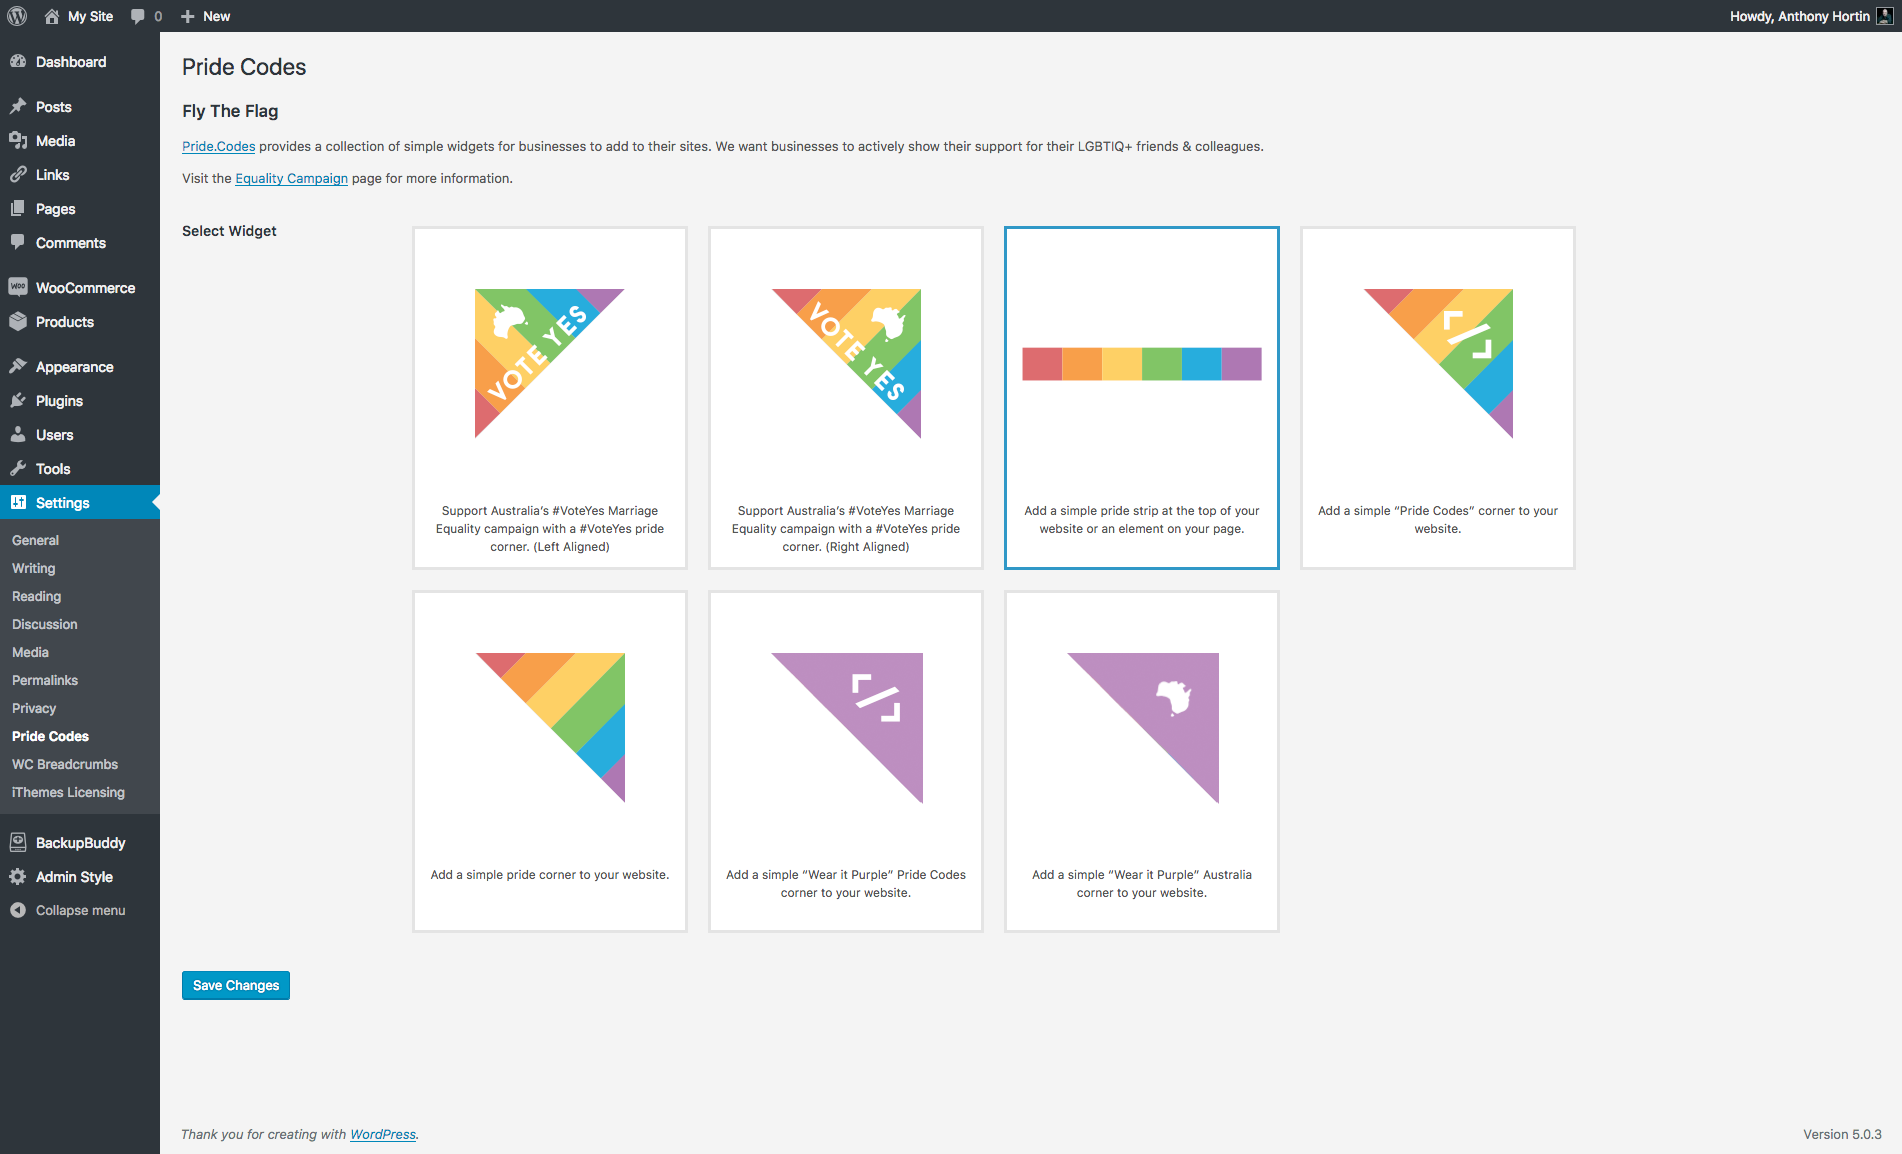 My Site
0
New
Howdy, Anthony Hortin
Dashboard
Posts
Media
Links
Pages
Comments
WOO
WooCommerce
Products
Appearance
Plugins
Users
Tools
Settings
General
Writing
Reading
Discussion
Media
Permalinks
Privacy
Pride Codes
WC Breadcrumbs
iThemes Licensing
BackupBuddy
Admin Style
Collapse menu
Pride Codes
Fly The Flag
Pride.Codes provides a collection of simple widgets for businesses to add to their sites. We want businesses to actively show their support for their LGBTIQ+ friends & colleagues.
Visit the Equality Campaign page for more information.
Select Widget
VOTE YES
Support Australia's #VoteYes Marriage
Equality campaign with a #VoteYes pride
corner. (Left Aligned)
VOTE YES
Support Australia's #VoteYes Marriage
Equality campaign with a #VoteYes pride
corner. (Right Aligned)
Add a simple pride strip at the top of your
website or an element on your page.
Add a simple “Pride Codes” corner to your
website.
Add a simple pride corner to your website.
Add a simple “Wear it Purple” Pride Codes
corner to your website.
Add a simple “Wear it Purple” Australia
corner to your website.
Save Changes
Thank you for creating with WordPress.
Version 5.0.3